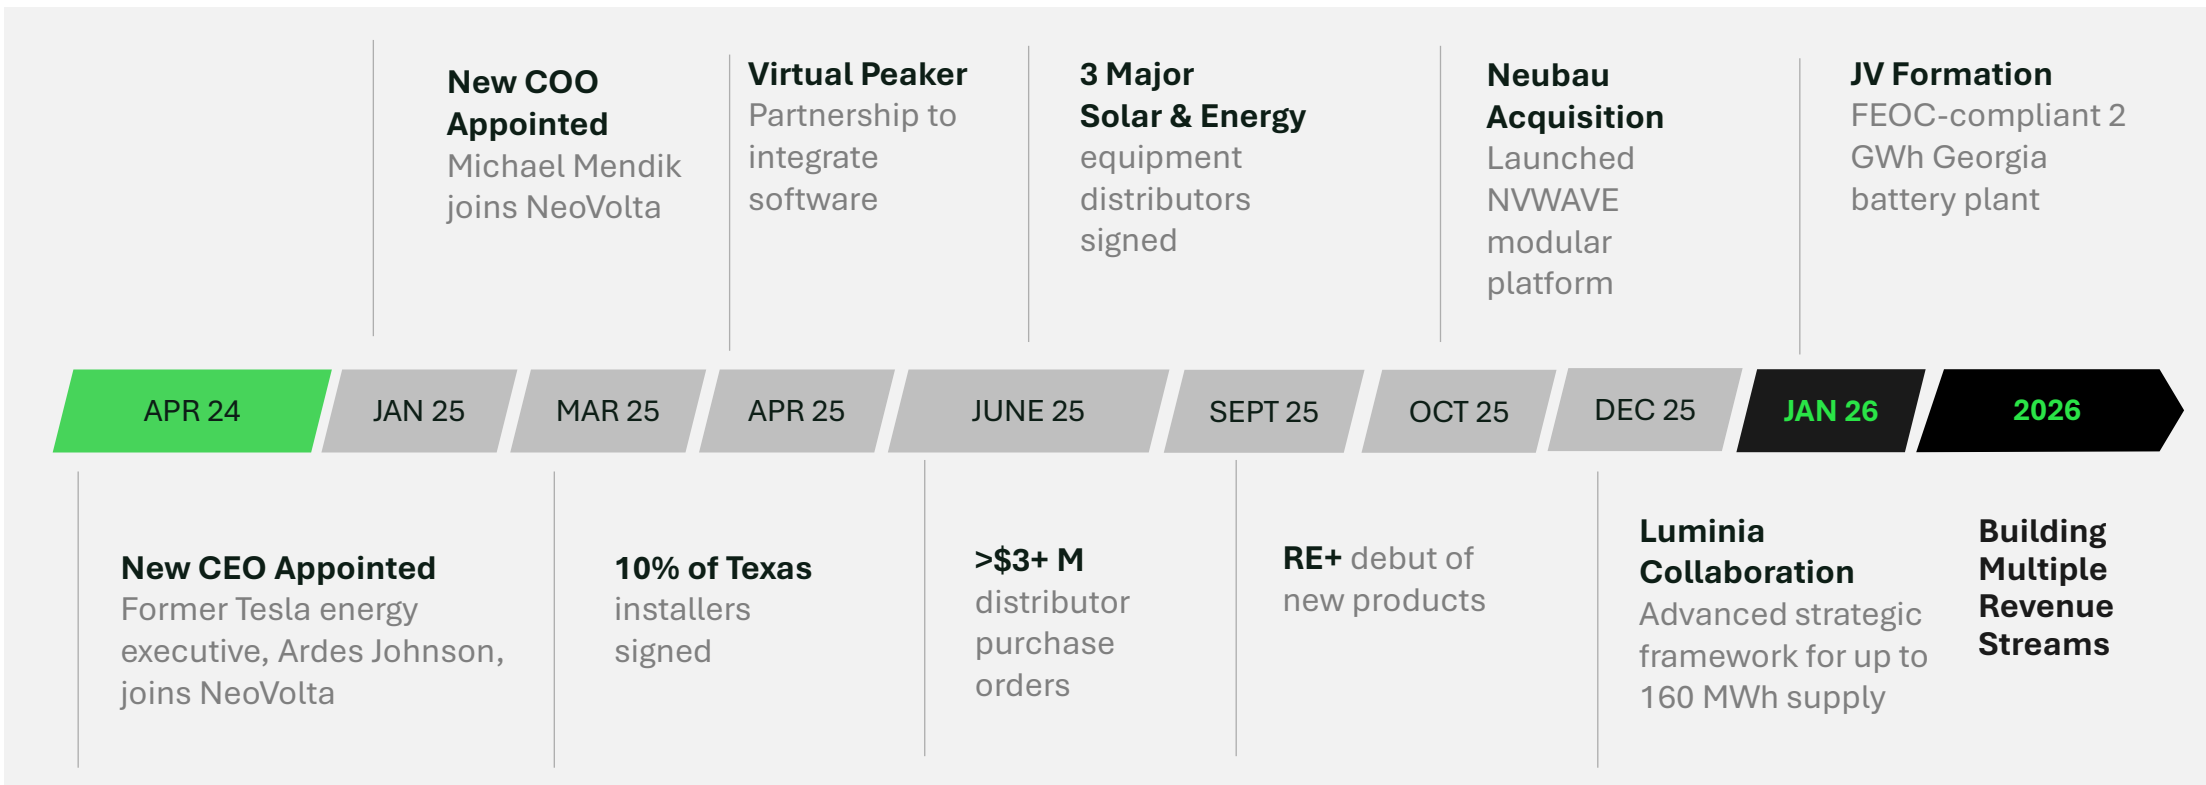 New COO
Appointed
Michael Mendik
joins NeoVolta
Virtual Peaker
Partnership to
integrate
software
3 Major
Solar & Energy
equipment
distributors
signed
Neubau
Acquisition
Launched
NVWAVE
modular
platform
JV Formation
FEOC-compliant 2
GWh Georgia
battery plant
APR 24
JAN 25
MAR 25
APR 25
JUNE 25
SEPT 25
OCT 25
DEC 25
JAN 26
2026
New CEO Appointed
Former Tesla energy
executive, Ardes Johnson,
joins NeoVolta
10% of Texas
installers
signed
>$3+ M
distributor
purchase
orders
RE+ debut of
new products
Luminia
Collaboration
Advanced strategic
framework for up to
160 MWh supply
Building
Multiple
Revenue
Streams